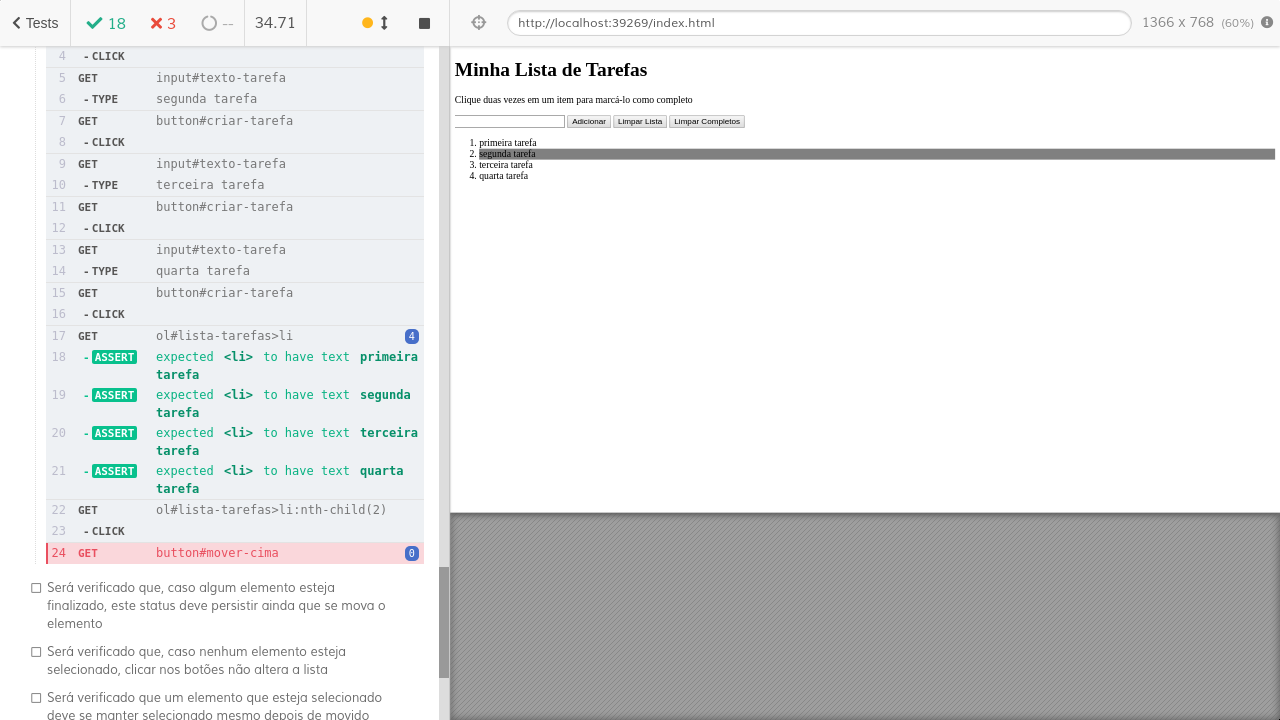 Tests 18 3 -- 34.71 http://localhost:39269/index.html 1366 x 768 (60%)
4 - CLICK
5 GET input#texto-tarefa
6 - TYPE segunda tarefa
7 GET button#criar-tarefa
8 - CLICK
9 GET input#texto-tarefa
10 - TYPE terceira tarefa
11 GET button#criar-tarefa
12 - CLICK
13 GET input#texto-tarefa
14 - TYPE quarta tarefa
15 GET button#criar-tarefa
16 - CLICK
17 GET ol#lista-tarefas>li 4
18 - ASSERT expected <li> to have text primeira
tarefa
19 - ASSERT expected <li> to have text segunda
tarefa
20 - ASSERT expected <li> to have text terceira
tarefa
21 - ASSERT expected <li> to have text quarta
tarefa
22 GET ol#lista-tarefas>li:nth-child(2)
23 - CLICK
24 GET button#mover-cima 0
Será verificado que, caso algum elemento esteja
finalizado, este status deve persistir ainda que se mova o
elemento
Será verificado que, caso nenhum elemento esteja
selecionado, clicar nos botões não altera a lista
Será verificado que um elemento que esteja selecionado
deve se manter selecionado mesmo depois de movido
Minha Lista de Tarefas
Clique duas vezes em um item para marcá-lo como completo
Adicionar Limpar Lista Limpar Completos
1. primeira tarefa
2. segunda tarefa
3. terceira tarefa
4. quarta tarefa